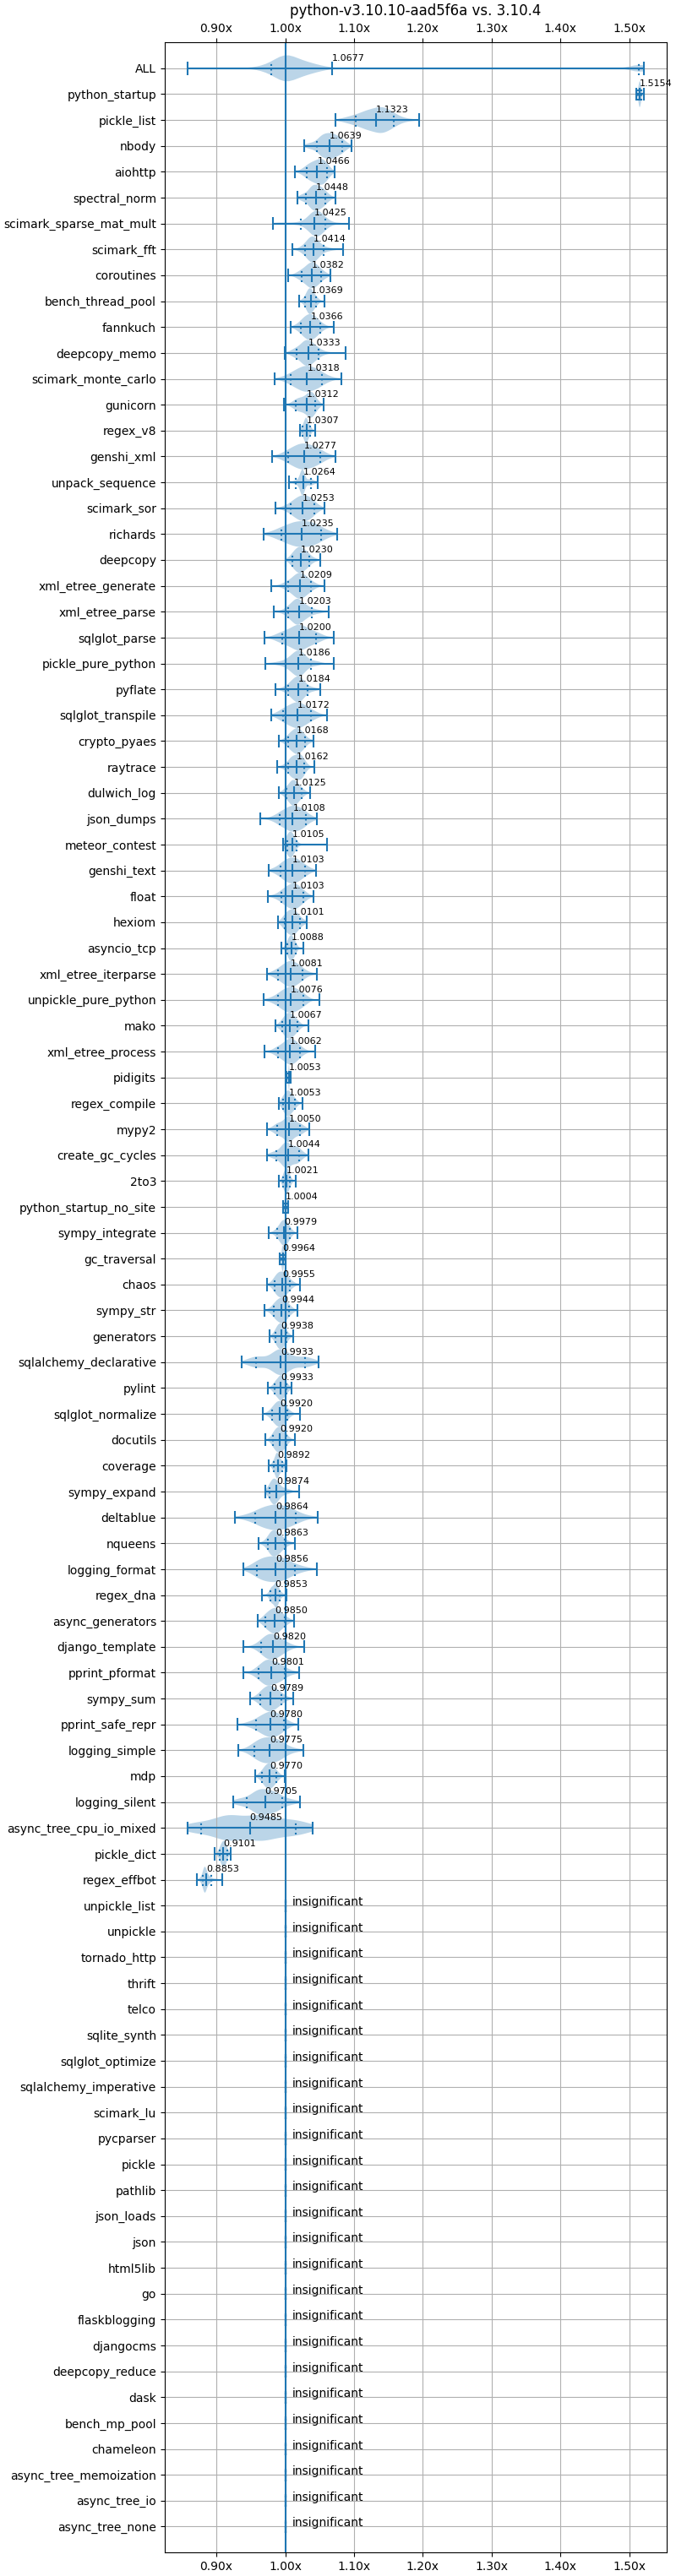 python-v3.10.10-aad5f6a vs. 3.10.4
0.90x 1.00x 1.10x 1.20x 1.30x 1.40x 1.50x
ALL 1.0677
python_startup 1.5154
pickle_list 1.1323
nbody 1.0639
aiohttp 1.0466
spectral_norm 1.0448
scimark_sparse_mat_mult 1.0425
scimark_fft 1.0414
coroutines 1.0382
bench_thread_pool 1.0369
fannkuch 1.0366
deepcopy_memo 1.0333
scimark_monte_carlo 1.0318
gunicorn 1.0312
regex_v8 1.0307
genshi_xml 1.0277
unpack_sequence 1.0264
scimark_sor 1.0253
richards 1.0235
deepcopy 1.0230
xml_etree_generate 1.0209
xml_etree_parse 1.0203
sqlglot_parse 1.0200
pickle_pure_python 1.0186
pyflate 1.0184
sqlglot_transpile 1.0172
crypto_pyaes 1.0168
raytrace 1.0162
dulwich_log 1.0125
json_dumps 1.0108
meteor_contest 1.0105
genshi_text 1.0103
float 1.0103
hexiom 1.0101
asyncio_tcp 1.0088
xml_etree_iterparse 1.0081
unpickle_pure_python 1.0076
mako 1.0067
xml_etree_process 1.0062
pidigits 1.0053
regex_compile 1.0053
mypy2 1.0050
create_gc_cycles 1.0044
2to3 1.0021
python_startup_no_site 1.0004
sympy_integrate 0.9979
gc_traversal 0.9964
chaos 0.9955
sympy_str 0.9944
generators 0.9938
sqlalchemy_declarative 0.9933
pylint 0.9933
sqlglot_normalize 0.9920
docutils 0.9920
coverage 0.9892
sympy_expand 0.9874
deltablue 0.9864
nqueens 0.9863
logging_format 0.9856
regex_dna 0.9853
async_generators 0.9850
django_template 0.9820
pprint_pformat 0.9801
sympy_sum 0.9789
pprint_safe_repr 0.9780
logging_simple 0.9775
mdp 0.9770
logging_silent 0.9705
async_tree_cpu_io_mixed 0.9485
pickle_dict 0.9101
regex_effbot 0.8853
unpickle_list insignificant
unpickle insignificant
tornado_http insignificant
thrift insignificant
telco insignificant
sqlite_synth insignificant
sqlglot_optimize insignificant
sqlalchemy_imperative insignificant
scimark_lu insignificant
pycparser insignificant
pickle insignificant
pathlib insignificant
json_loads insignificant
json insignificant
html5lib insignificant
go insignificant
flaskblogging insignificant
djangocms insignificant
deepcopy_reduce insignificant
dask insignificant
bench_mp_pool insignificant
chameleon insignificant
async_tree_memoization insignificant
async_tree_io insignificant
async_tree_none insignificant
0.90x 1.00x 1.10x 1.20x 1.30x 1.40x 1.50x